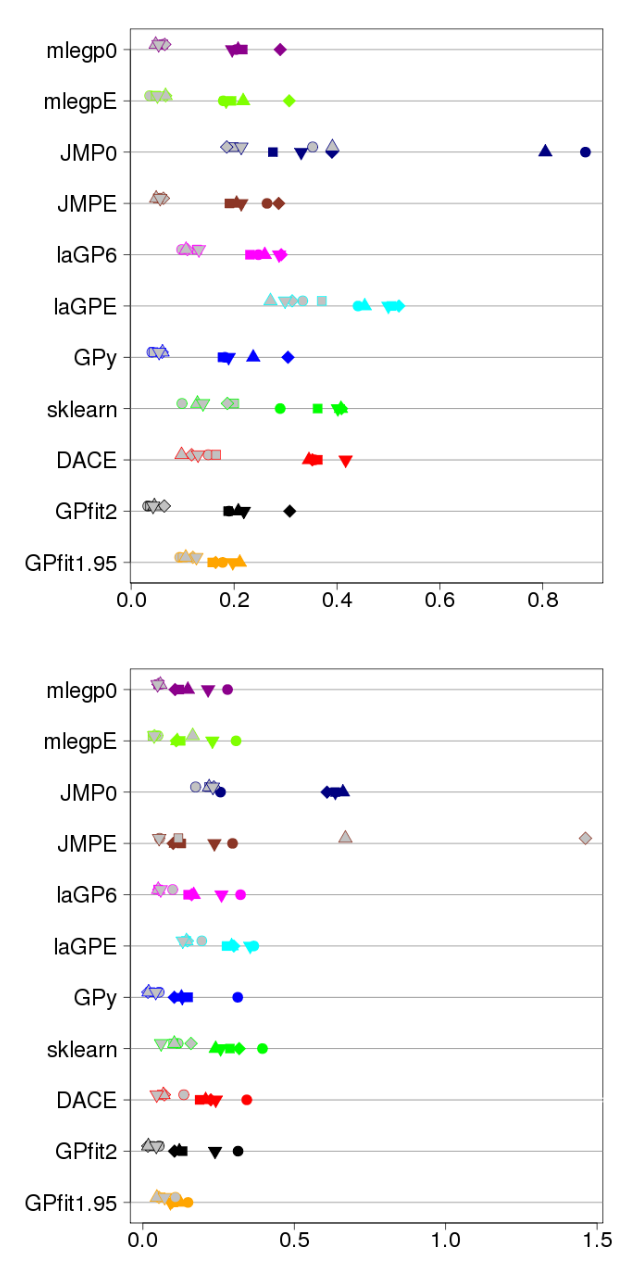 mlegp0
mlegpE
JMP0
JMPE
laGP6
laGPE
GPy
sklearn
DACE
GPfit2
GPfit1.95
0.0 0.2 0.4 0.6 0.8
mlegp0
mlegpE
JMP0
JMPE
laGP6
laGPE
GPy
sklearn
DACE
GPfit2
GPfit1.95
0.0 0.5 1.0 1.5